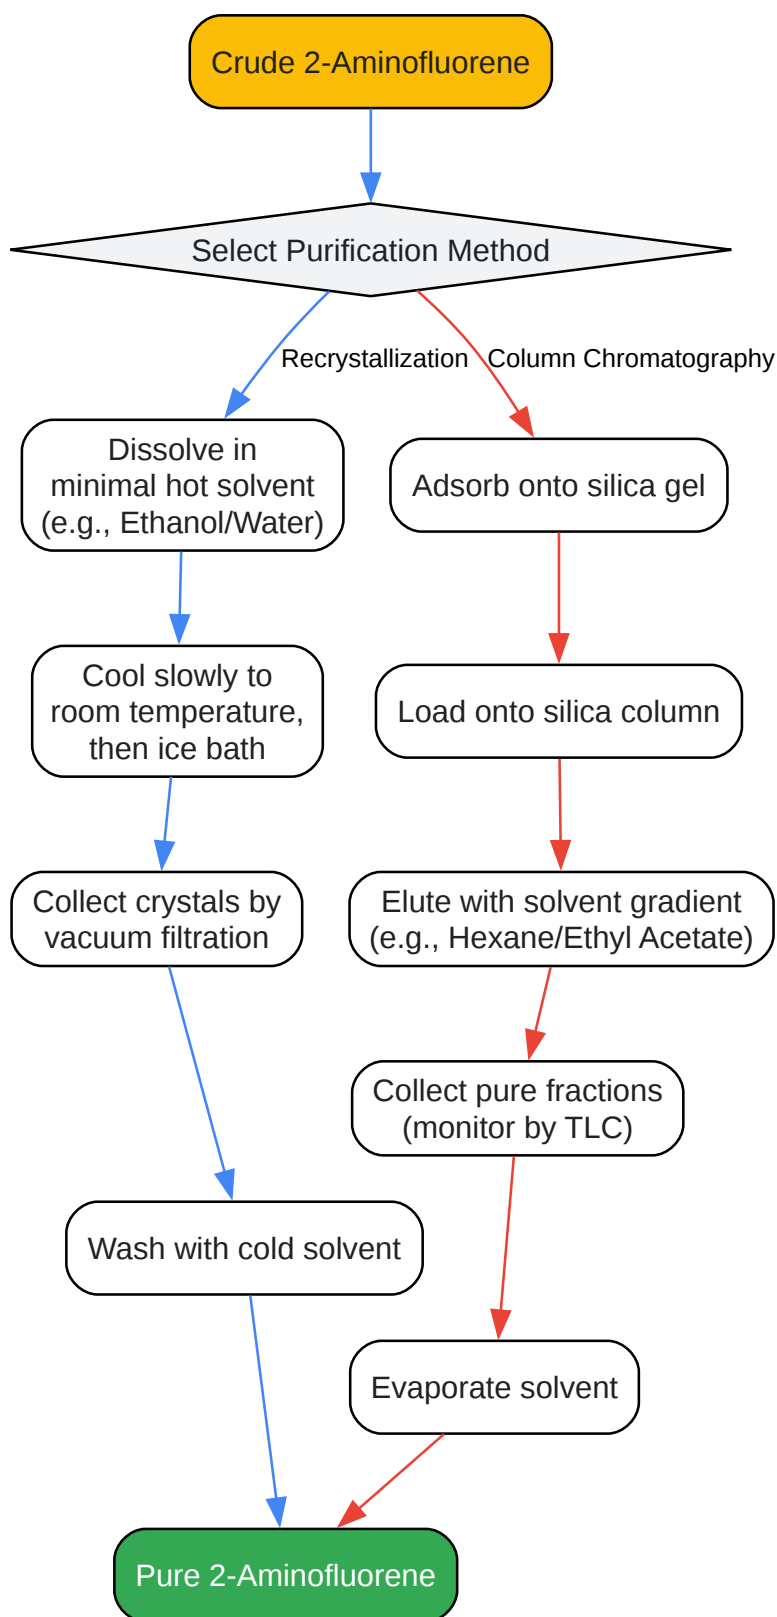 Crude 2-Aminofluorene
Select Purification Method
Recrystallization
Column Chromatography
Dissolve in
minimal hot solvent
(e.g., Ethanol/Water)
Adsorb onto silica gel
Cool slowly to
room temperature,
then ice bath
Load onto silica column
Collect crystals by
vacuum filtration
Elute with solvent gradient
(e.g., Hexane/Ethyl Acetate)
Collect pure fractions
(monitor by TLC)
Wash with cold solvent
Evaporate solvent
Pure 2-Aminofluorene